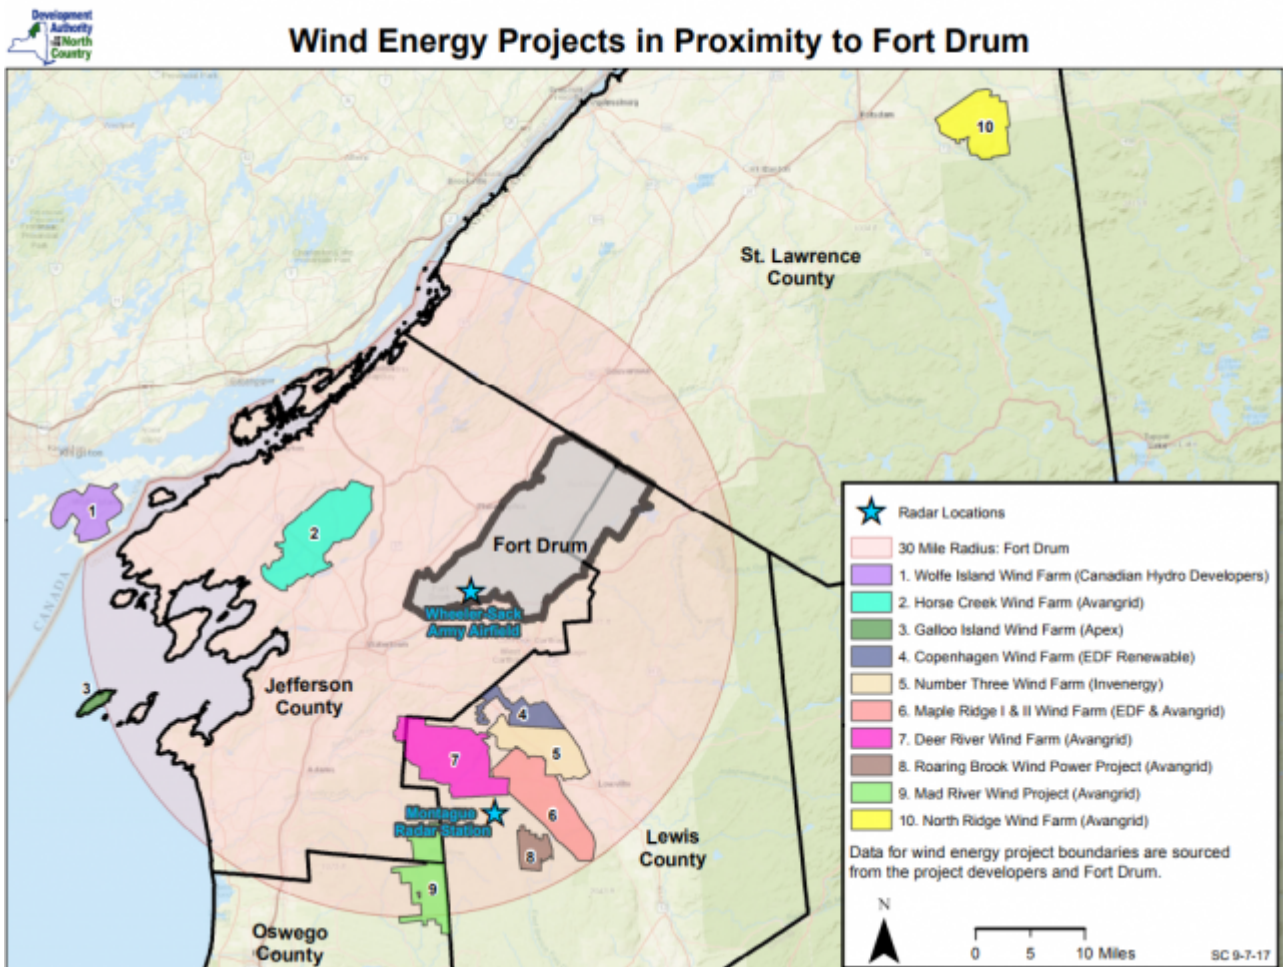 Development
Authority
of the
North
Country
Wind Energy Projects in Proximity to Fort Drum
10
St. Lawrence
County
1
2
Fort Drum
Wheeler-Sack
Army Airfield
CANADA
3
Jefferson
County
4
5
7
6
Montague
Radar Station
8
Lewis
County
9
Oswego
County
Radar Locations
30 Mile Radius: Fort Drum
1. Wolfe Island Wind Farm (Canadian Hydro Developers)
2. Horse Creek Wind Farm (Avangrid)
3. Galloo Island Wind Farm (Apex)
4. Copenhagen Wind Farm (EDF Renewable)
5. Number Three Wind Farm (Invenergy)
6. Maple Ridge I & II Wind Farm (EDF & Avangrid)
7. Deer River Wind Farm (Avangrid)
8. Roaring Brook Wind Power Project (Avangrid)
9. Mad River Wind Project (Avangrid)
10. North Ridge Wind Farm (Avangrid)
Data for wind energy project boundaries are sourced
from the project developers and Fort Drum.
N
0 5 10 Miles
SC 9-7-17